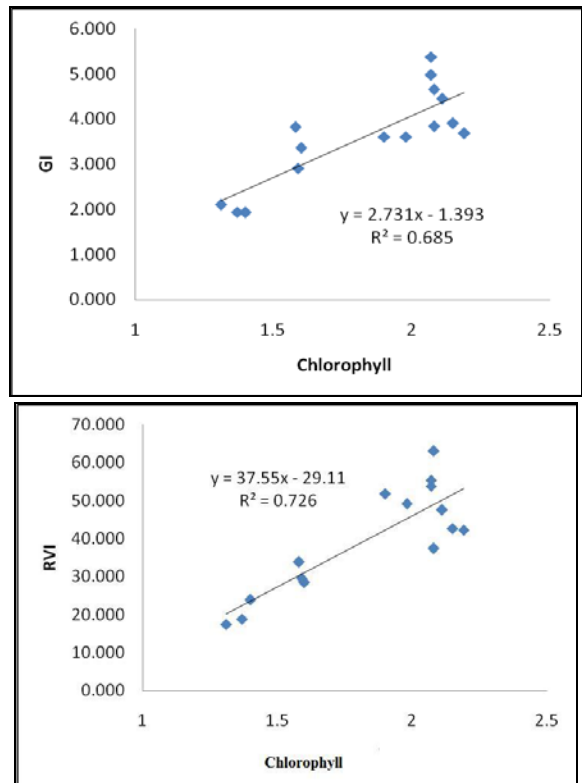 6.000
5.000
4.000
3.000
2.000
1.000
0.000
GI
y = 2.731x - 1.393
R² = 0.685
1 1.5 2 2.5
Chlorophyll
70.000
60.000
50.000
40.000
30.000
20.000
10.000
0.000
RVI
y = 37.55x - 29.11
R² = 0.726
1 1.5 2 2.5
Chlorophyll